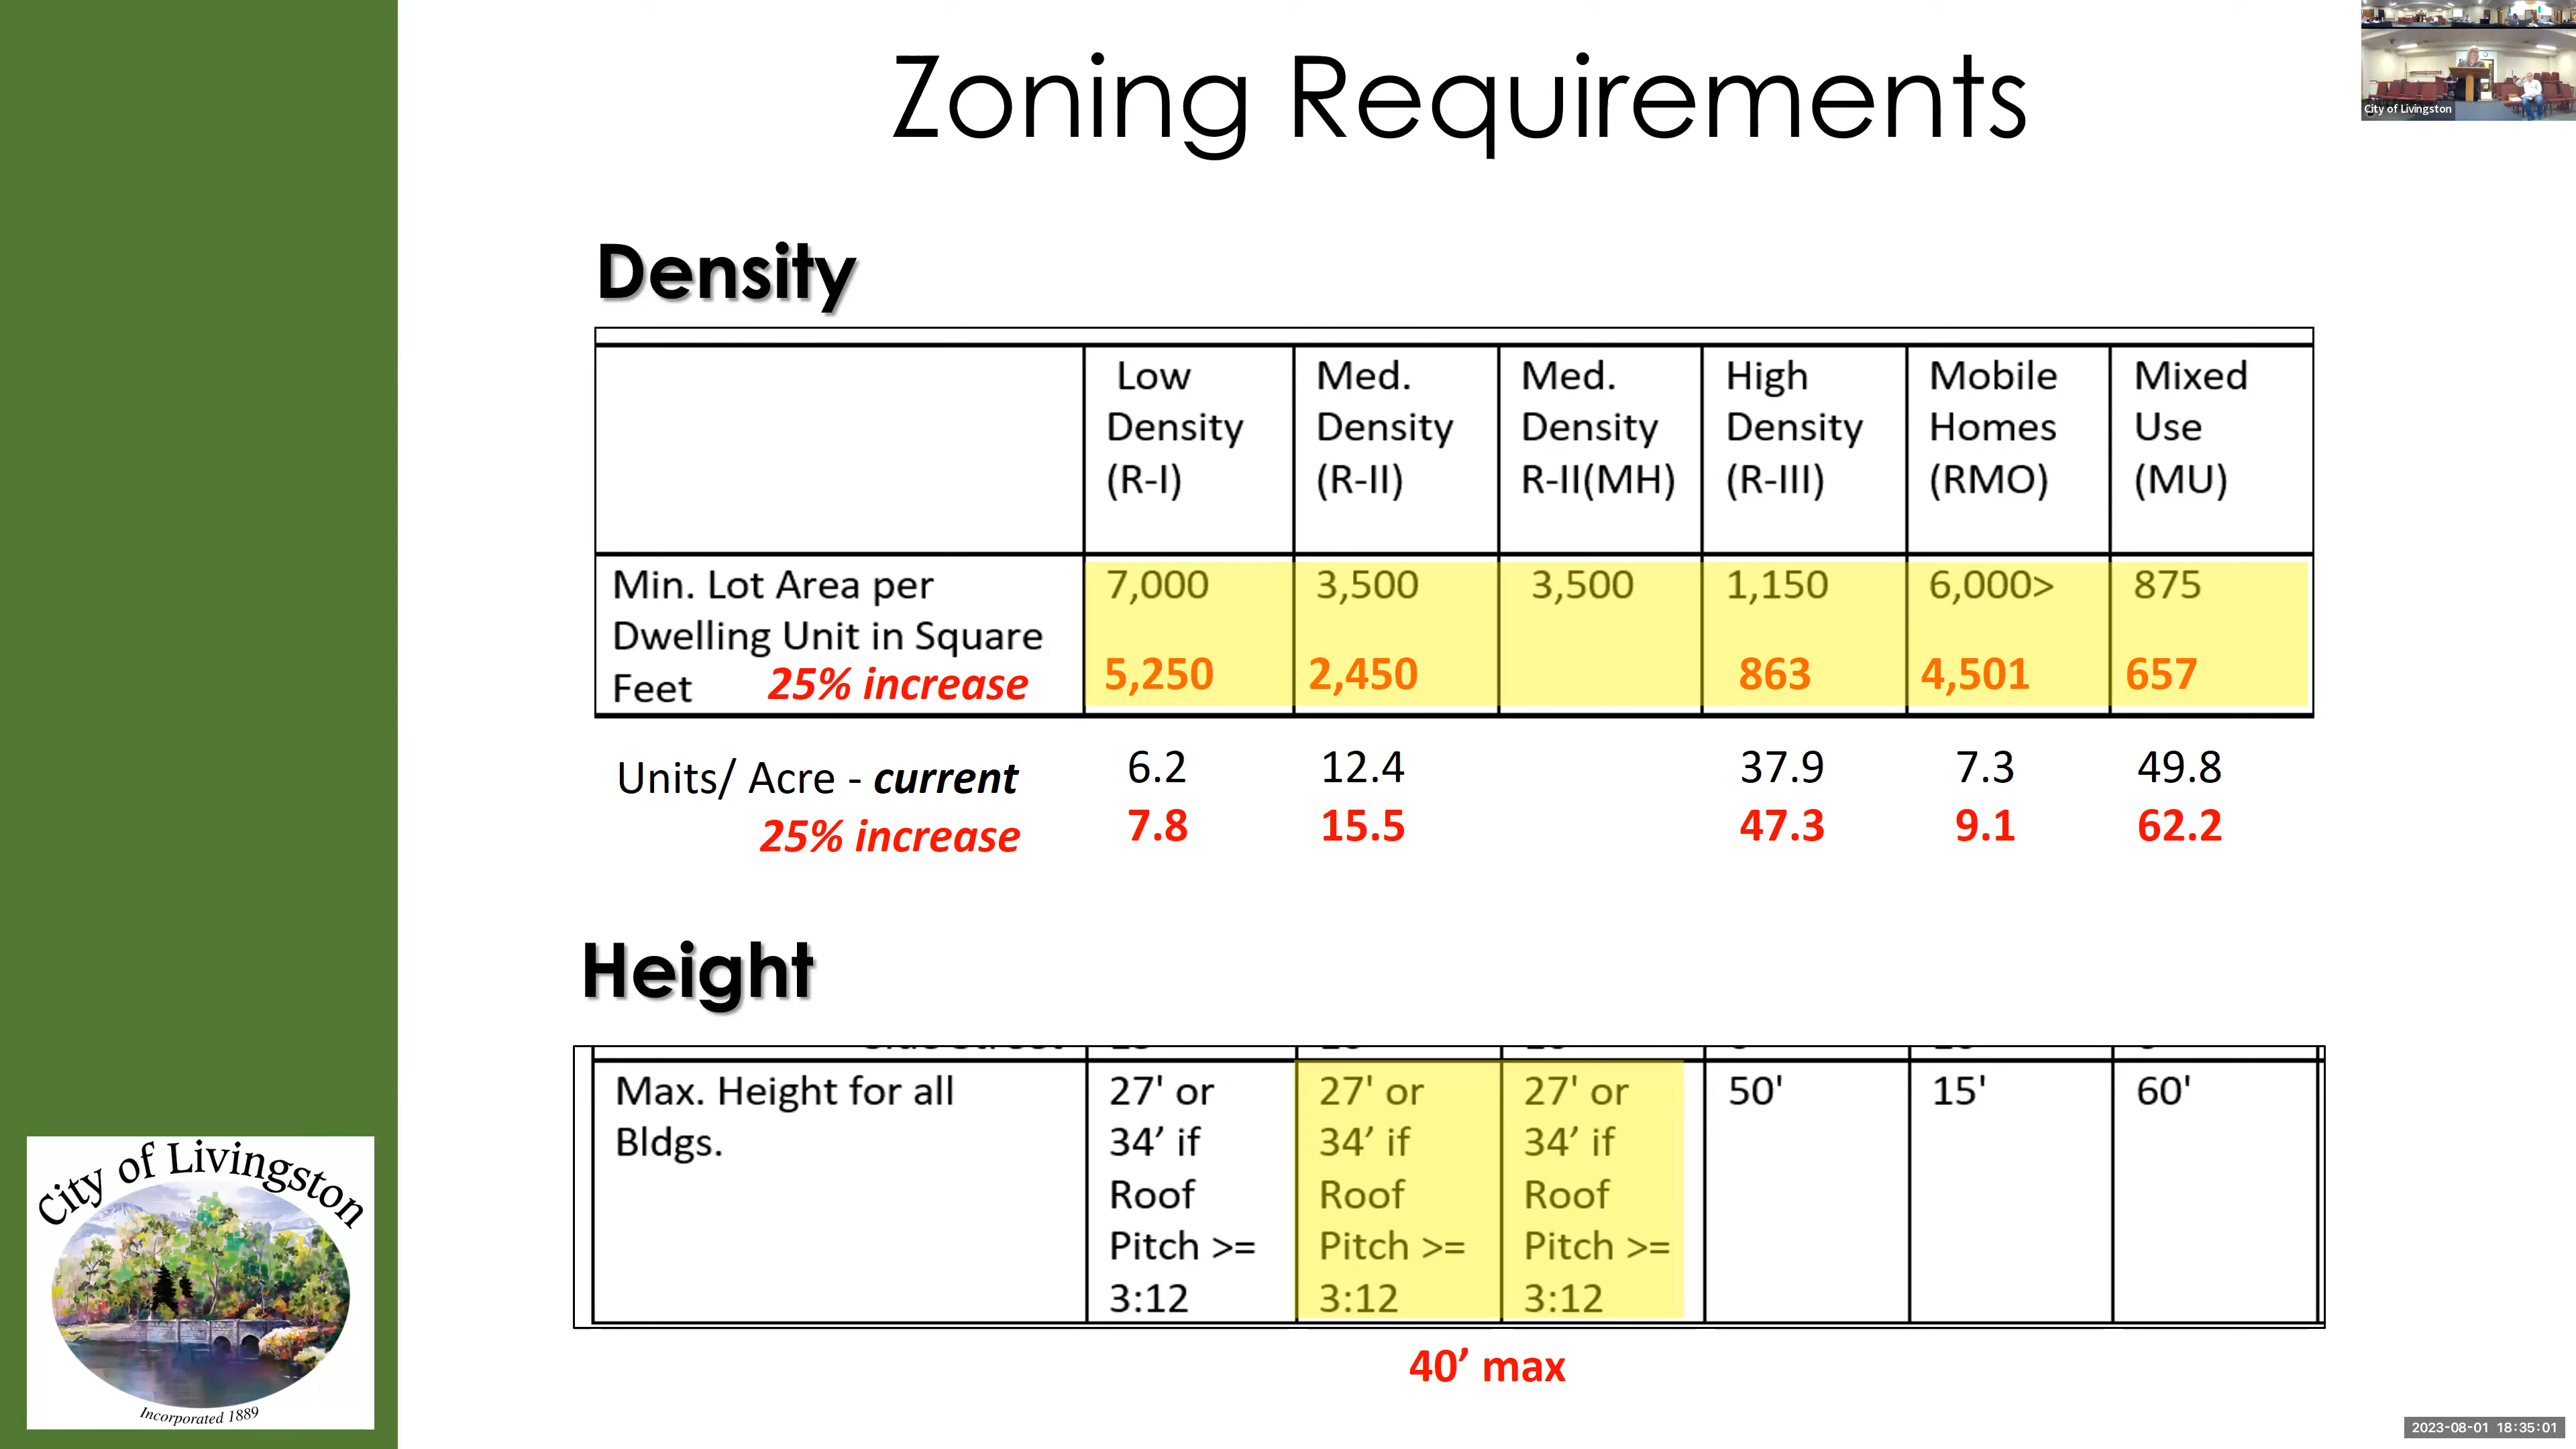 Zoning Requirements
City of Livingston
Density
Low Density (R-I)
Med. Density (R-II)
Med. Density R-II(MH)
High Density (R-III)
Mobile Homes (RMO)
Mixed Use (MU)
Min. Lot Area per
Dwelling Unit in Square
Feet 25% increase
7,000 3,500 3,500 1,150 6,000> 875
5,250 2,450 863 4,501 657
Units/ Acre - current 6.2 12.4 37.9 7.3 49.8
25% increase 7.8 15.5 47.3 9.1 62.2
Height
Max. Height for all
Bldgs.
27' or 34’ if Roof Pitch >= 3:12
27' or 34’ if Roof Pitch >= 3:12
27' or 34’ if Roof Pitch >= 3:12
50'
15'
60'
40’ max
City of Livingston
Incorporated 1889
2023-08-01 18:35:01